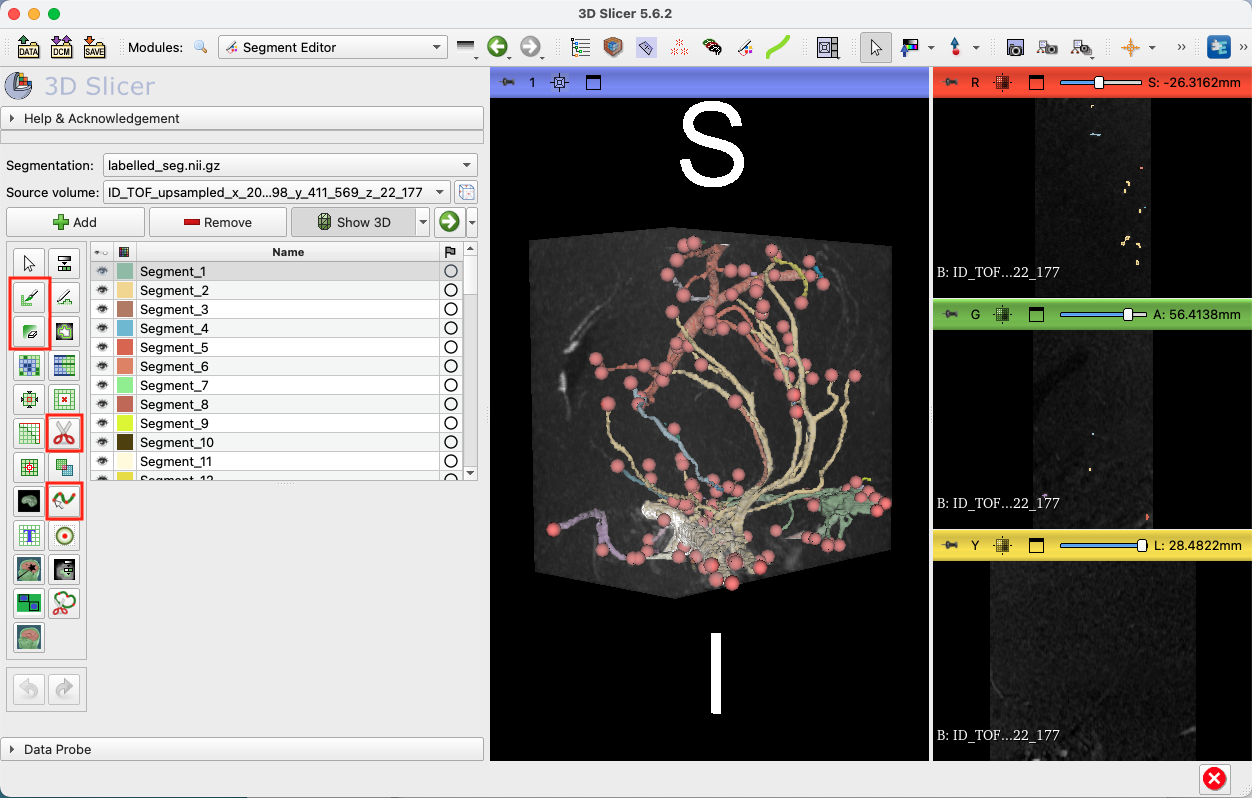 3D Slicer 5.6.2
DATA DCM SAVE Modules: Segment Editor
3D Slicer
Help & Acknowledgement
Segmentation: labelled_seg.nii.gz
Source volume: ID_TOF_upsampled_x_20...98_y_411_569_z_22_177
Add Remove Show 3D
Name
Segment_1
Segment_2
Segment_3
Segment_4
Segment_5
Segment_6
Segment_7
Segment_8
Segment_9
Segment_10
Segment_11
Segment_12
T
Data Probe
1
S
I
R S: -26.3162mm
B: ID_TOF...22_177
G A: 56.4138mm
B: ID_TOF...22_177
Y L: 28.4822mm
B: ID_TOF...22_177